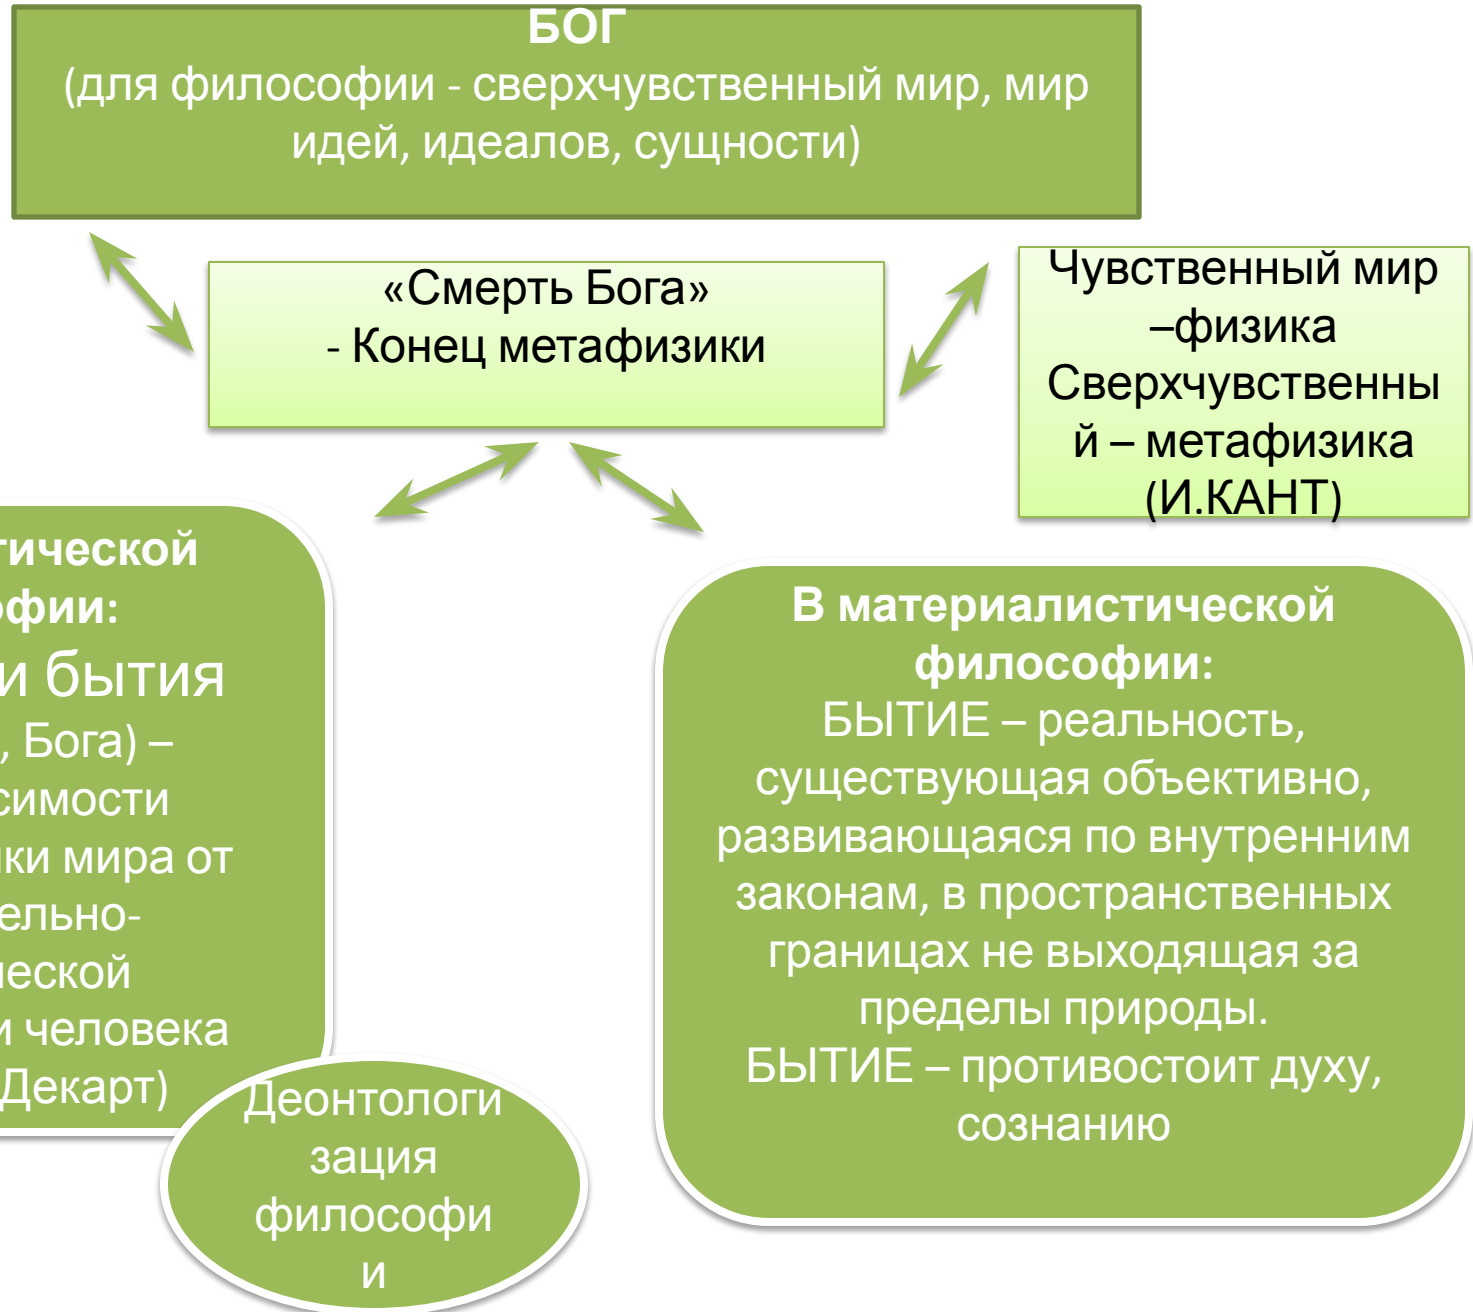 БОГ
(для философии - сверхчувственный мир, мир
идей, идеалов, сущности)
«Смерть Бога»
- Конец метафизики
Чувственный мир
–физика
Сверхчувственны
й – метафизика
(И.КАНТ)
тической
офии:
и бытия
, Бога) –
симости
ки мира от
ельно-
еской
и человека
Декарт)
Деонтологи
зация
философи
и
В материалистической
философии:
БЫТИЕ – реальность,
существующая объективно,
развивающаяся по внутренним
законам, в пространственных
границах не выходящая за
пределы природы.
БЫТИЕ – противостоит духу,
сознанию